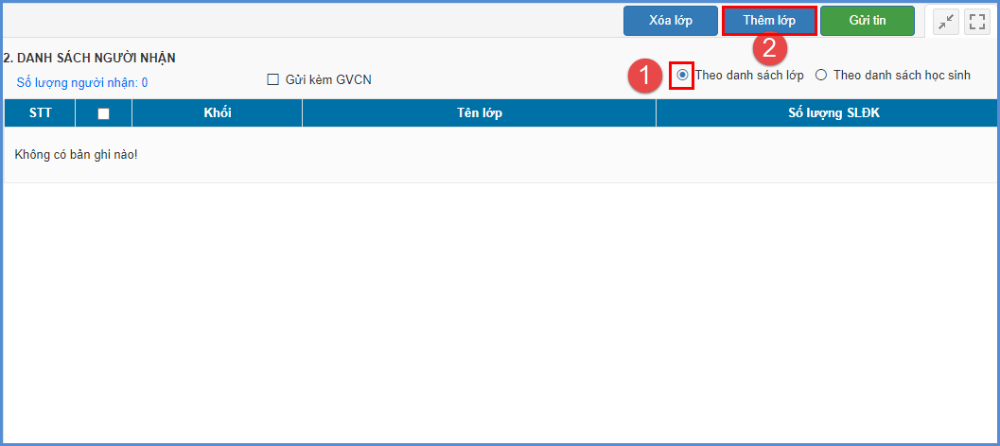 Xóa lớp Thêm lớp Gửi tin
2
2. DANH SÁCH NGƯỜI NHẬN
Số lượng người nhận: 0 Gửi kèm GVCN 1 Theo danh sách lớp Theo danh sách học sinh
STT Khối Tên lớp Số lượng SLĐK
Không có bản ghi nào!